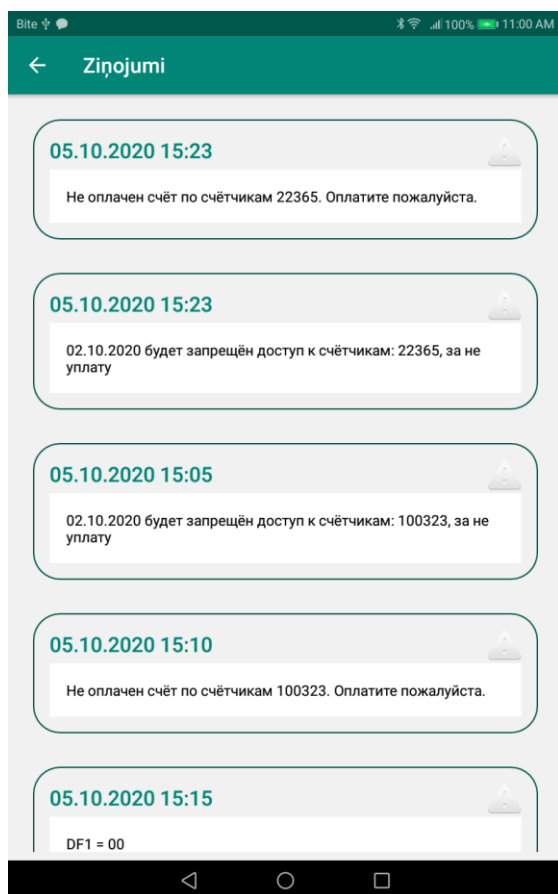 Bite 100% 11:00 AM
Ziņojumi
05.10.2020 15:23
Не оплачен счёт по счётчикам 22365. Оплатите пожалуйста.
05.10.2020 15:23
02.10.2020 будет запрещён доступ к счётчикам: 22365, за не
уплату
05.10.2020 15:05
02.10.2020 будет запрещён доступ к счётчикам: 100323, за не
уплату
05.10.2020 15:10
Не оплачен счёт по счётчикам 100323. Оплатите пожалуйста.
05.10.2020 15:15
DF1 = 00